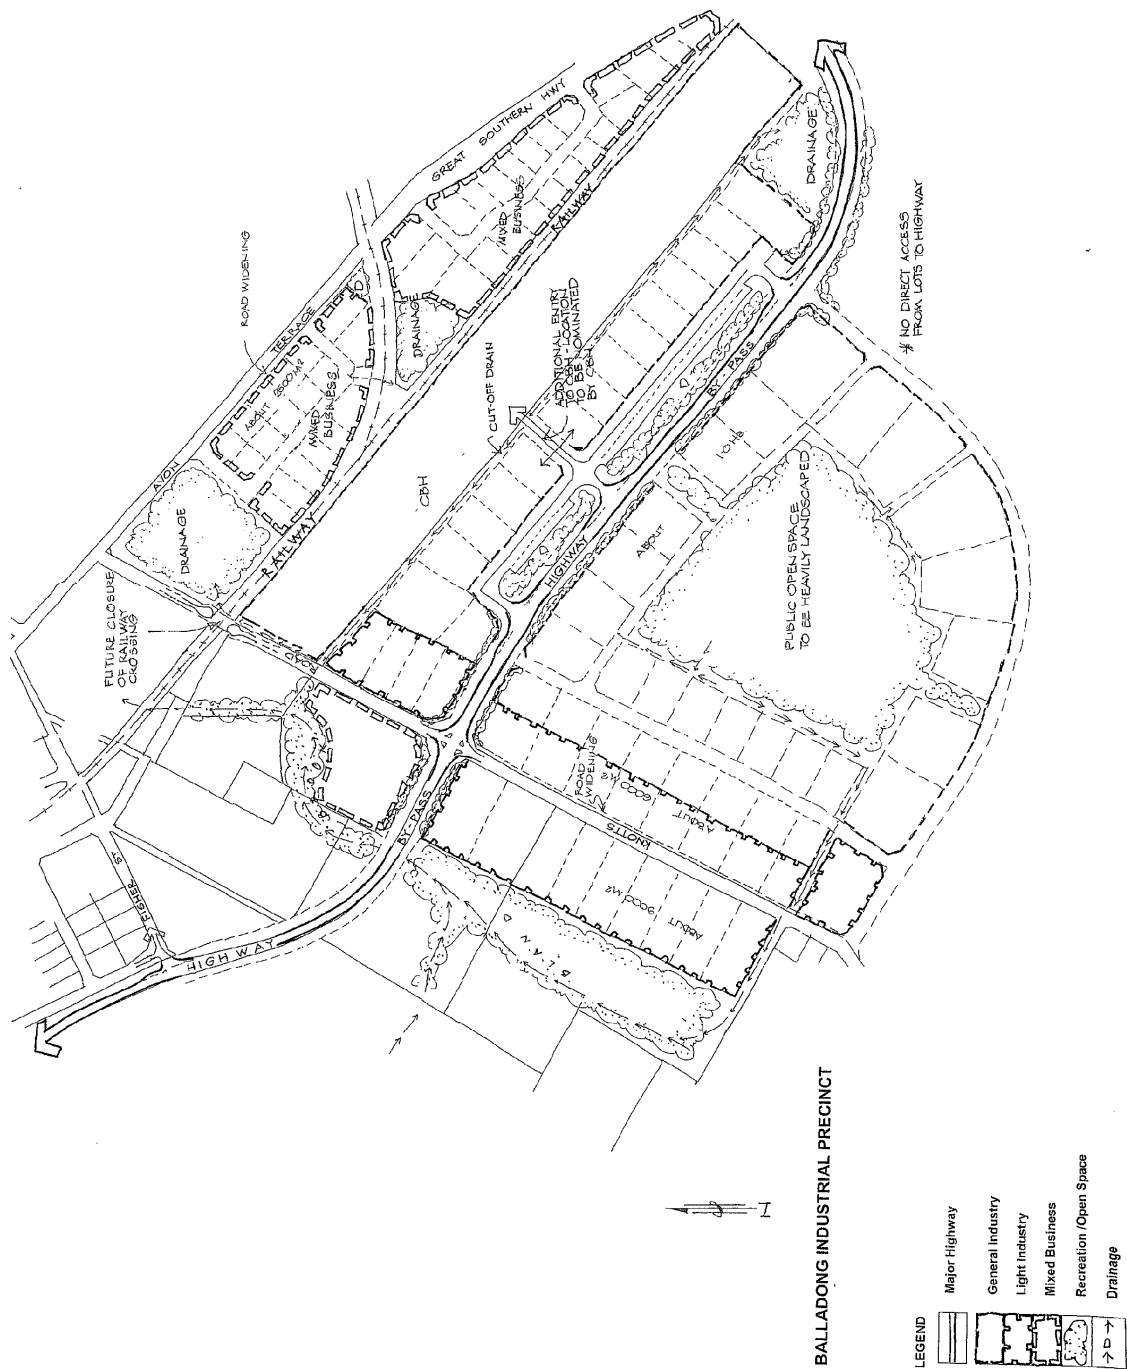 BALLADONG INDUSTRIAL PRECINCT
LEGEND
Major Highway
General Industry
Light Industry
Mixed Business
Recreation /Open Space
Drainage
D
GREAT SOUTHERN HWY
ROAD WIDENING
AVON
TERRACE
ABOUT 2500 M2
MIXED
BUSINESS
DRAINAGE
MIXED
BUSINESS
DRAINAGE
DRAINAGE
RAILWAY
RAILWAY
CUT-OFF DRAIN
CBH
ADDITIONAL ENTRY
TO CBH - LOCATION
TO BE NOMINATED
BY CBH
FUTURE CLOSURE
OF RAILWAY
CROSSING
* NO DIRECT ACCESS
FROM LOTS TO HIGHWAY
HIGHWAY
BY-PASS
ABOUT
1.0 Ha
PUBLIC OPEN SPACE
TO BE HEAVILY LANDSCAPED
ROAD
WIDENING
KNOTTS
ROAD
ABOUT
6000 M2
ABOUT
9000 M2
BLAND
FISHER ST
HIGHWAY
BY-PASS